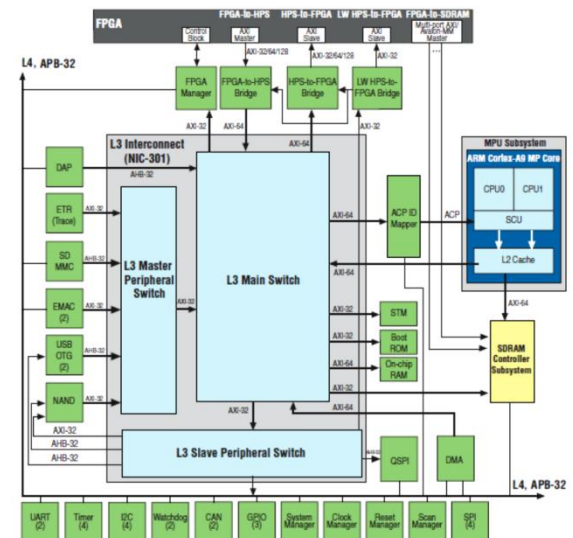 FPGA
FPGA-to-HPS
HPS-to-FPGA
LW HPS-to-FPGA
FPGA-to-SDRAM
Control
Block
AXI
Master
AXI
Slave
AXI
Slave
Multi-port AXI/
Avalon-MM
Master
...
L4, APB-32
AXI-32/64/128
AXI-32/64/128
AXI-32
FPGA
Manager
FPGA-to-HPS
Bridge
HPS-to-FPGA
Bridge
LW HPS-to-
FPGA Bridge
AXI-32
AXI-64
AXI-64
AXI-32
L3 Interconnect
(NIC-301)
MPU Subsystem
ARM Cortex-A9 MP Core
CPU0
CPU1
SCU
L2 Cache
DAP
AHB-32
ETR
(Trace)
AXI-32
SD
MMC
AHB-32
EMAC
(2)
AXI-32
USB
OTG
(2)
AHB-32
NAND
AXI-32
L3 Master
Peripheral
Switch
AXI-32
L3 Main Switch
AXI-64
ACP ID
Mapper
ACP
AXI-64
AXI-64
AXI-32
STM
AXI-32
Boot
ROM
AXI-64
On-chip
RAM
AXI-32
SDRAM
Controller
Subsystem
AXI-32
AHB-32
AHB-32
AXI-32
AXI-64
L3 Slave Peripheral Switch
AHB-32
QSPI
DMA
L4, APB-32
UART
(2)
Timer
(4)
I2C
(4)
Watchdog
(2)
CAN
(2)
GPIO
(3)
System
Manager
Clock
Manager
Reset
Manager
Scan
Manager
SPI
(4)